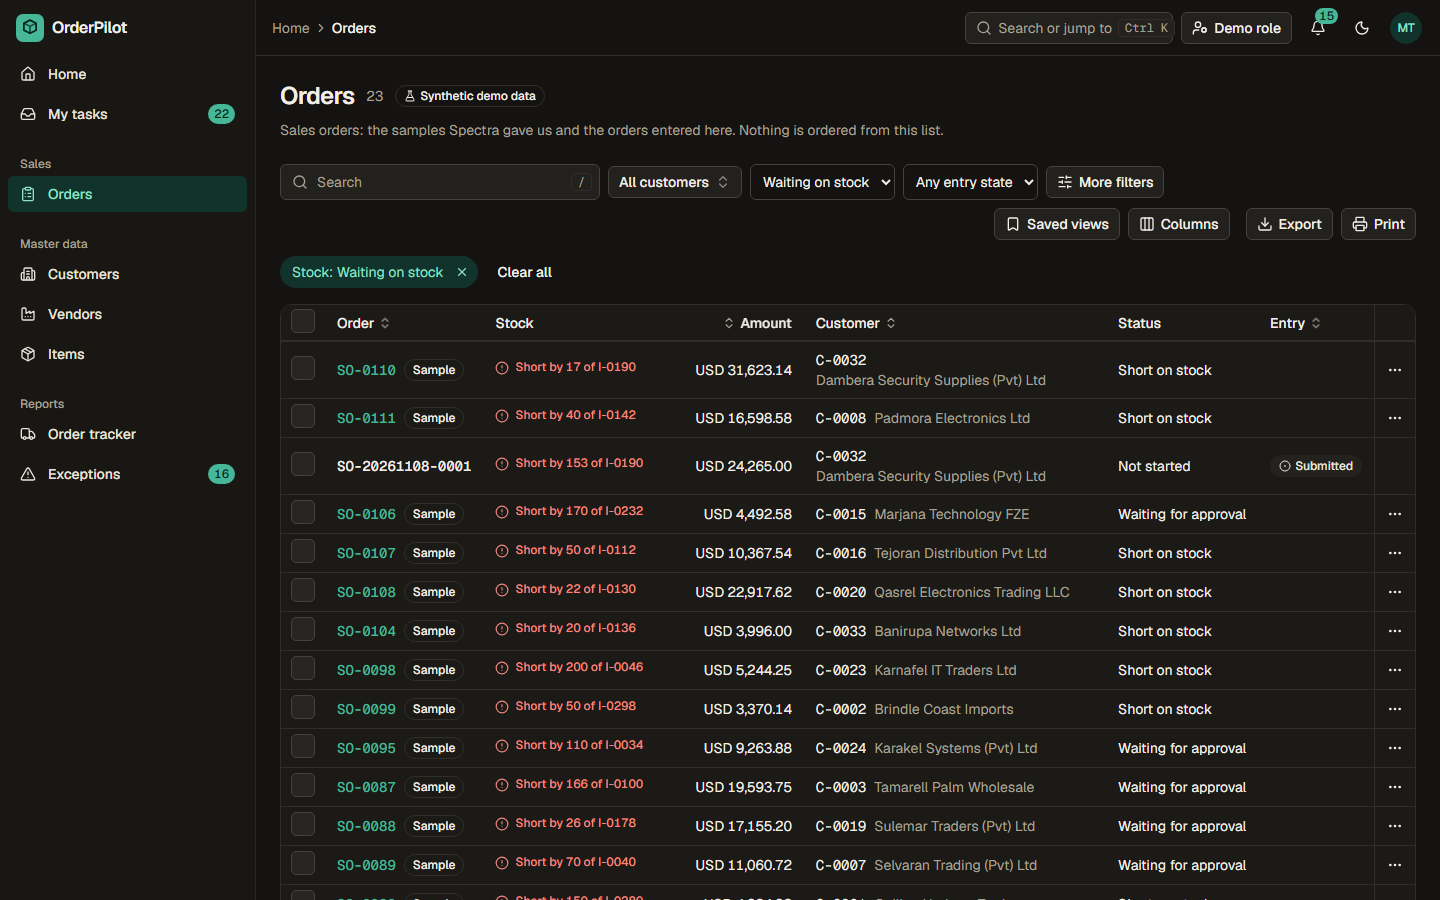 OrderPilot
Home > Orders
Search or jump to Ctrl K
Demo role
15
MT
Home
My tasks 22
Sales
Orders
Master data
Customers
Vendors
Items
Reports
Order tracker
Exceptions 16
Orders 23 Synthetic demo data
Sales orders: the samples Spectra gave us and the orders entered here. Nothing is ordered from this list.
Search /
All customers
Waiting on stock
Any entry state
More filters
Saved views
Columns
Export
Print
Stock: Waiting on stock ×
Clear all
Order Stock Amount Customer Status Entry
SO-0110 Sample Short by 17 of I-0190 USD 31,623.14 C-0032 Dambera Security Supplies (Pvt) Ltd Short on stock
SO-0111 Sample Short by 40 of I-0142 USD 16,598.58 C-0008 Padmora Electronics Ltd Short on stock
SO-20261108-0001 Short by 153 of I-0190 USD 24,265.00 C-0032 Dambera Security Supplies (Pvt) Ltd Not started Submitted
SO-0106 Sample Short by 170 of I-0232 USD 4,492.58 C-0015 Marjana Technology FZE Waiting for approval
SO-0107 Sample Short by 50 of I-0112 USD 10,367.54 C-0016 Tejoran Distribution Pvt Ltd Short on stock
SO-0108 Sample Short by 22 of I-0130 USD 22,917.62 C-0020 Qasrel Electronics Trading LLC Short on stock
SO-0104 Sample Short by 20 of I-0136 USD 3,996.00 C-0033 Banirupa Networks Ltd Short on stock
SO-0098 Sample Short by 200 of I-0046 USD 5,244.25 C-0023 Karnafel IT Traders Ltd Short on stock
SO-0099 Sample Short by 50 of I-0298 USD 3,370.14 C-0002 Brindle Coast Imports Short on stock
SO-0095 Sample Short by 110 of I-0034 USD 9,263.88 C-0024 Karakel Systems (Pvt) Ltd Waiting for approval
SO-0087 Sample Short by 166 of I-0100 USD 19,593.75 C-0003 Tamarell Palm Wholesale Waiting for approval
SO-0088 Sample Short by 26 of I-0178 USD 17,155.20 C-0019 Sulemar Traders (Pvt) Ltd Waiting for approval
SO-0089 Sample Short by 70 of I-0040 USD 11,060.72 C-0007 Selvaran Trading (Pvt) Ltd Waiting for approval